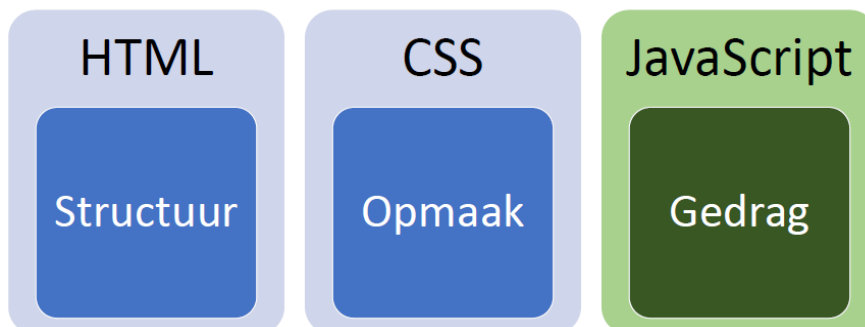 HTML
Structuur
CSS
Opmaak
JavaScript
Gedrag